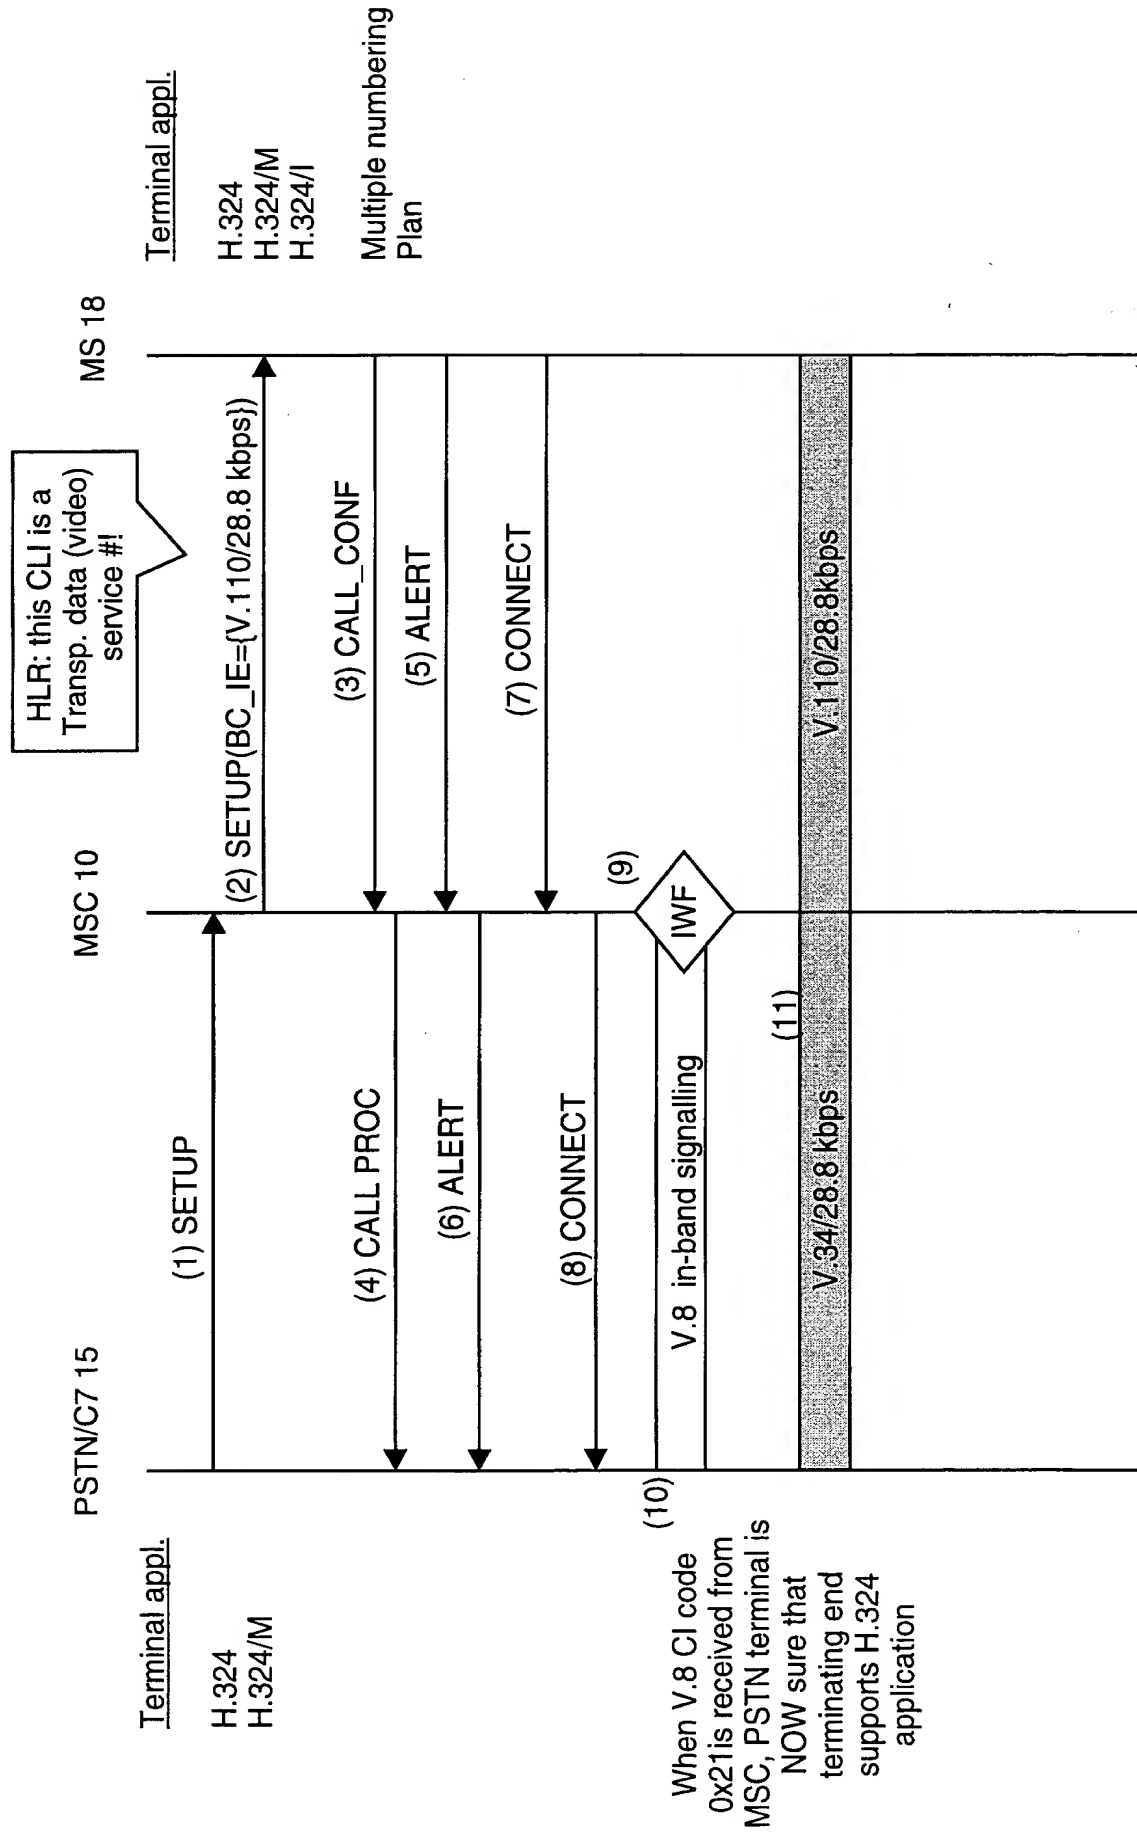 PSTN/C7 15
MSC 10
MS 18
HLR: this CLI is a
Transp. data (video)
service #!
Terminal appl.
H.324
H.324/M
Terminal appl.
H.324
H.324/M
H.324/I
Multiple numbering
Plan
(1) SETUP
(2) SETUP(BC_IE={V.110/28.8 kbps})
(3) CALL_CONF
(4) CALL PROC
(5) ALERT
(6) ALERT
(7) CONNECT
(8) CONNECT
(9)
IWF
(10)
V.8 in-band signalling
When V.8 CI code
0x21is received from
MSC, PSTN terminal is
NOW sure that
terminating end
supports H.324
application
(11)
V.34/28.8 kbps
V.110/28.8kbps